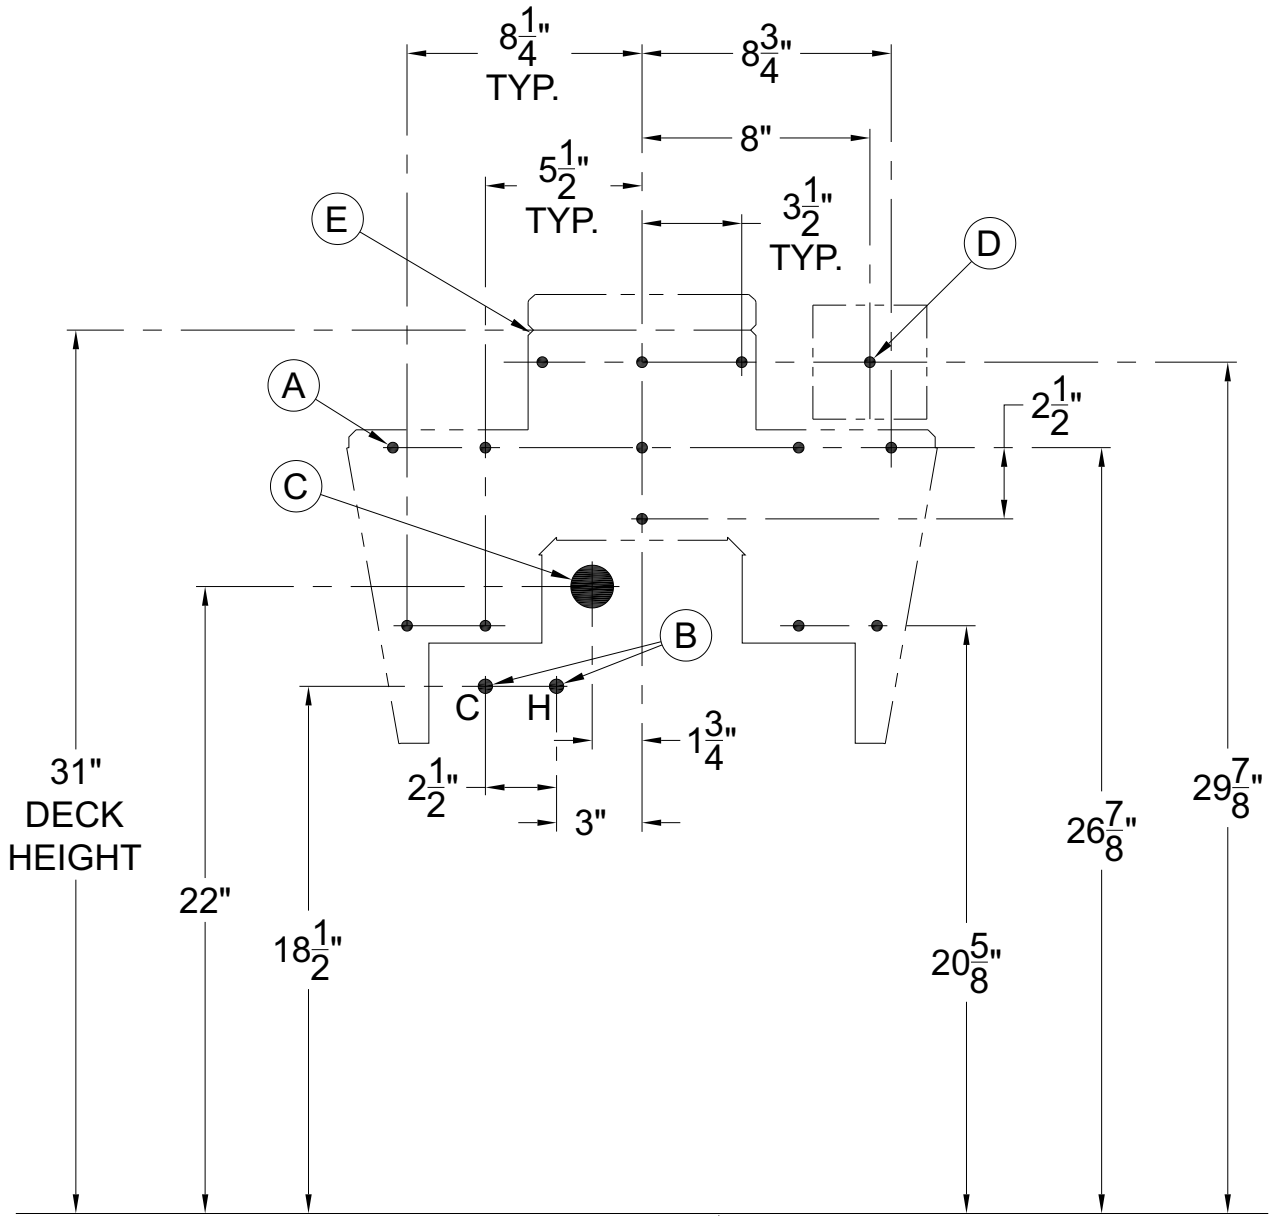 8 1/4"
TYP.
8 3/4"
8"
5 1/2"
TYP.
3 1/2"
TYP.
E
D
A
2 1/2"
C
B
C
H
1 3/4"
31"
DECK
HEIGHT
2 1/2"
3"
29 7/8"
26 7/8"
22"
18 1/2"
20 5/8"